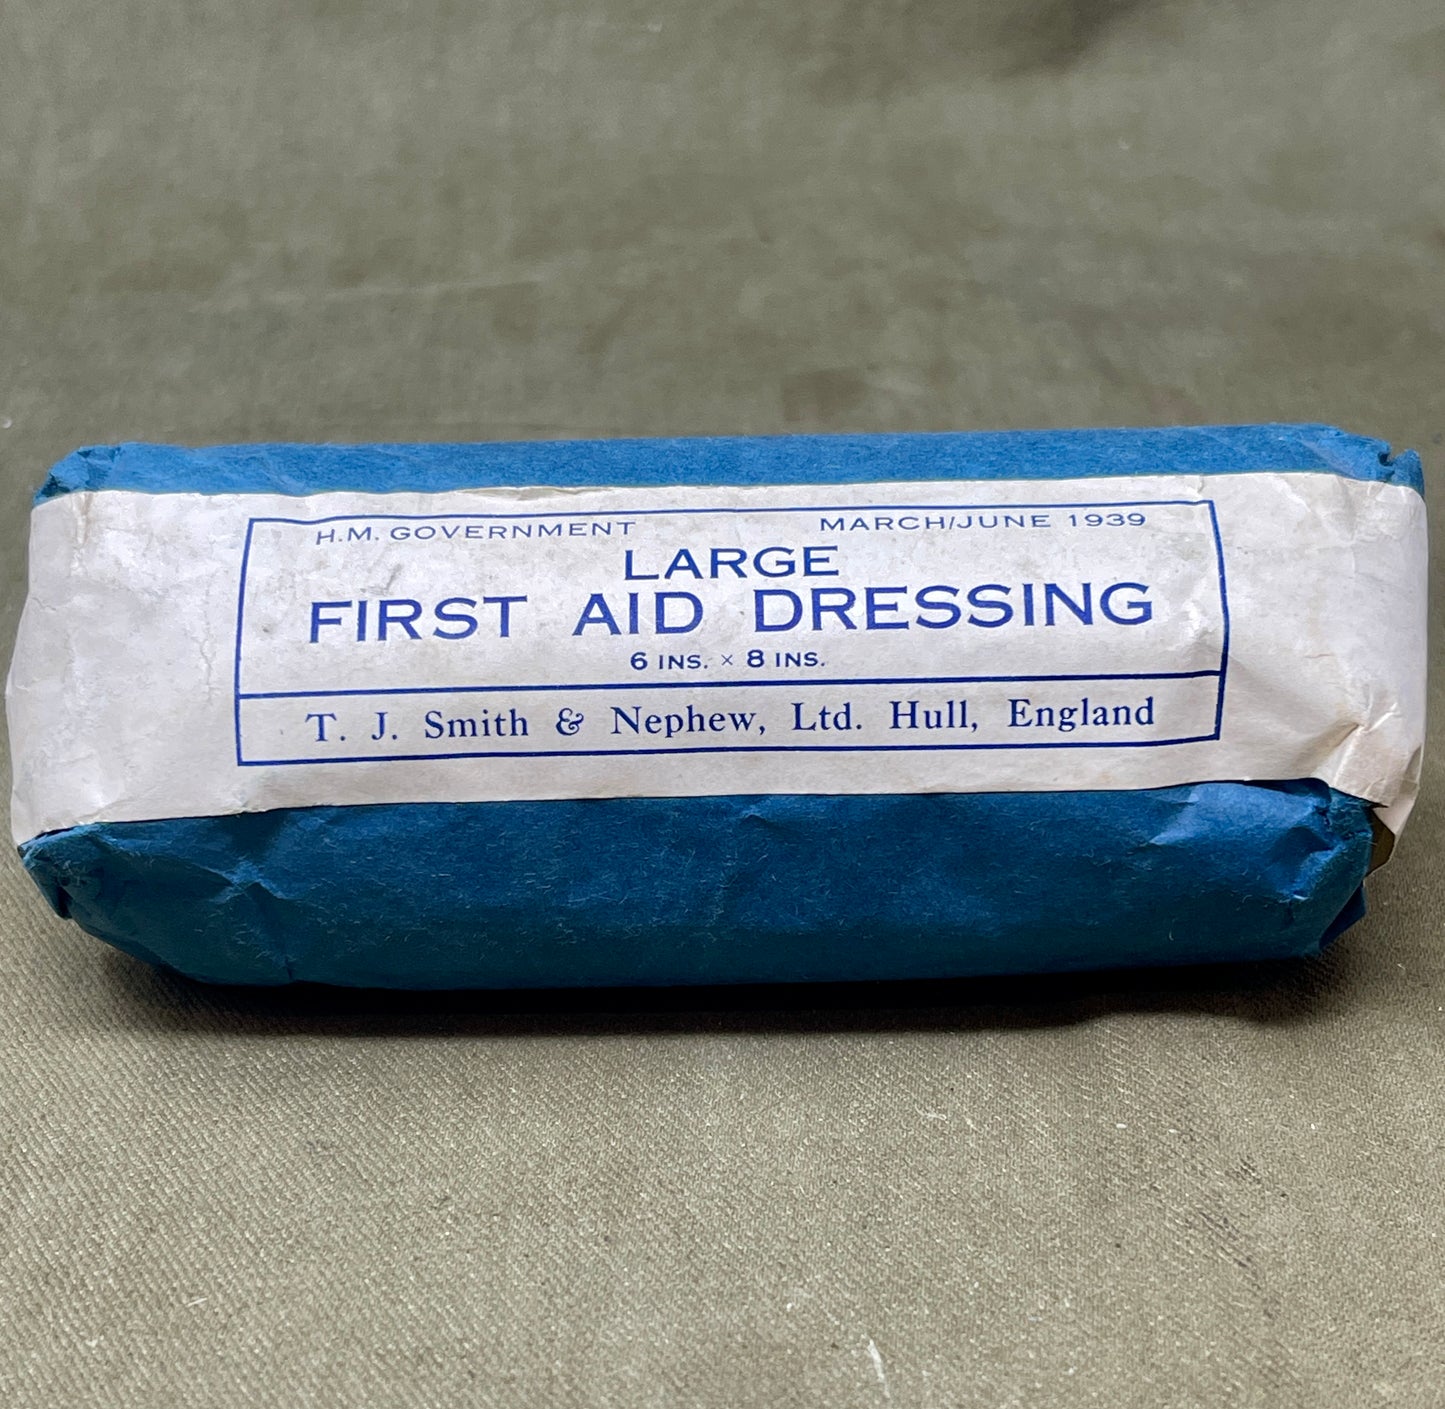 H.M. GOVERNMENT MARCH/JUNE 1939
LARGE
FIRST AID DRESSING
6 INS. × 8 INS.
T. J. Smith & Nephew, Ltd. Hull, England